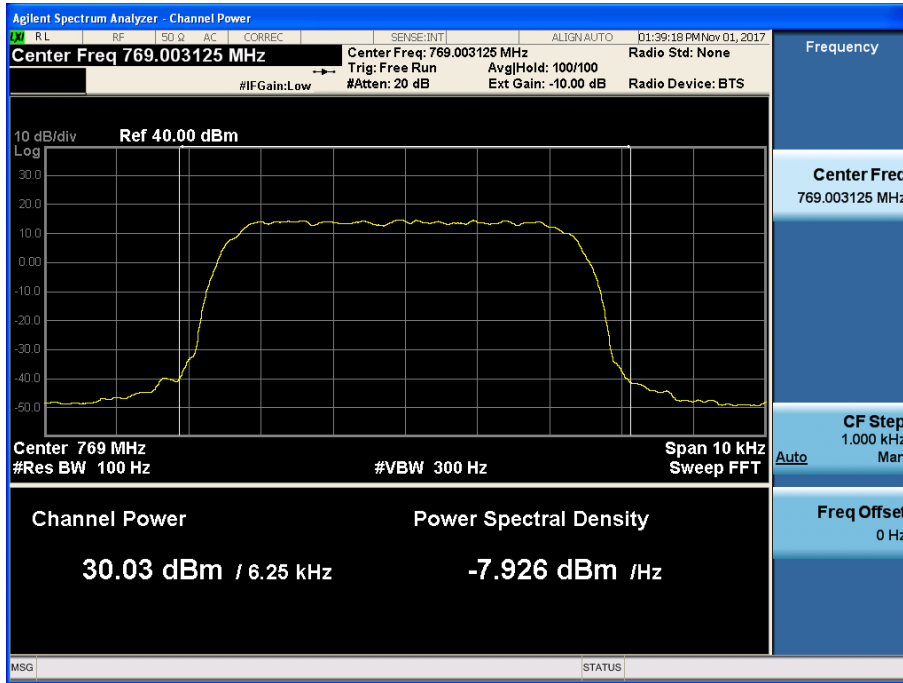 Agilent Spectrum Analyzer - Channel Power
LXI RL RF 50 Ω AC CORREC SENSE:INT ALIGN AUTO 01:39:18 PM Nov 01, 2017
Center Freq 769.003125 MHz
Center Freq: 769.003125 MHz Radio Std: None
Trig: Free Run Avg|Hold: 100/100
#IFGain:Low #Atten: 20 dB Ext Gain: -10.00 dB Radio Device: BTS
Frequency
10 dB/div Ref 40.00 dBm
Log
30.0
20.0
10.0
0.00
-10.0
-20.0
-30.0
-40.0
-50.0
Center 769 MHz Span 10 kHz
#Res BW 100 Hz #VBW 300 Hz Sweep FFT
Channel Power Power Spectral Density
30.03 dBm / 6.25 kHz -7.926 dBm /Hz
Center Freq
769.003125 MHz
CF Step
1.000 kHz
Auto Man
Freq Offset
0 Hz
MSG STATUS